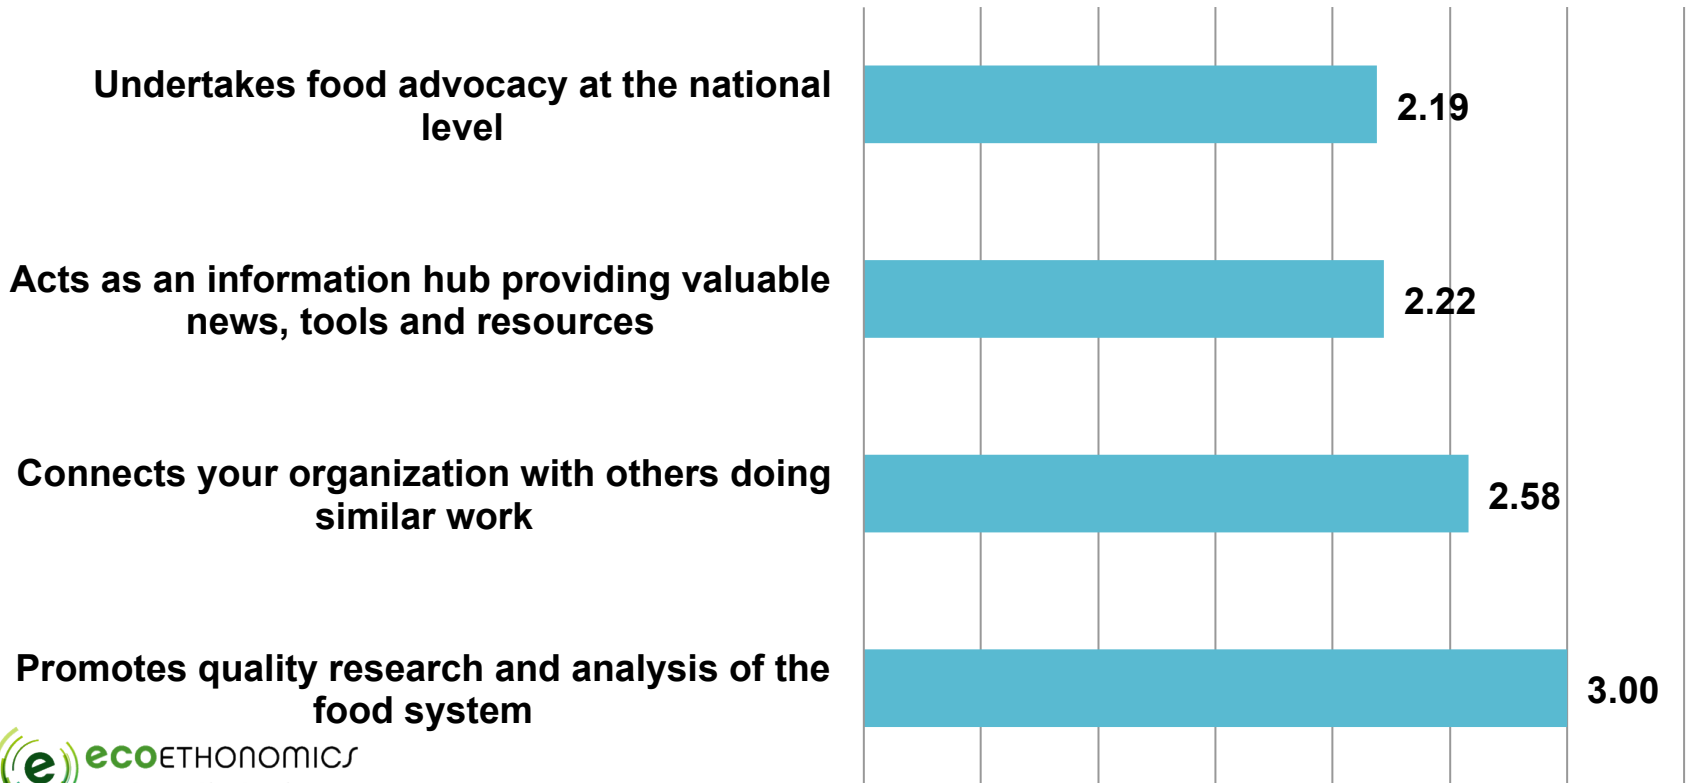 Undertakes food advocacy at the national
level
2.19
Acts as an information hub providing valuable
news, tools and resources
2.22
Connects your organization with others doing
similar work
2.58
Promotes quality research and analysis of the
food system
3.00
e ecoETHONOMICS